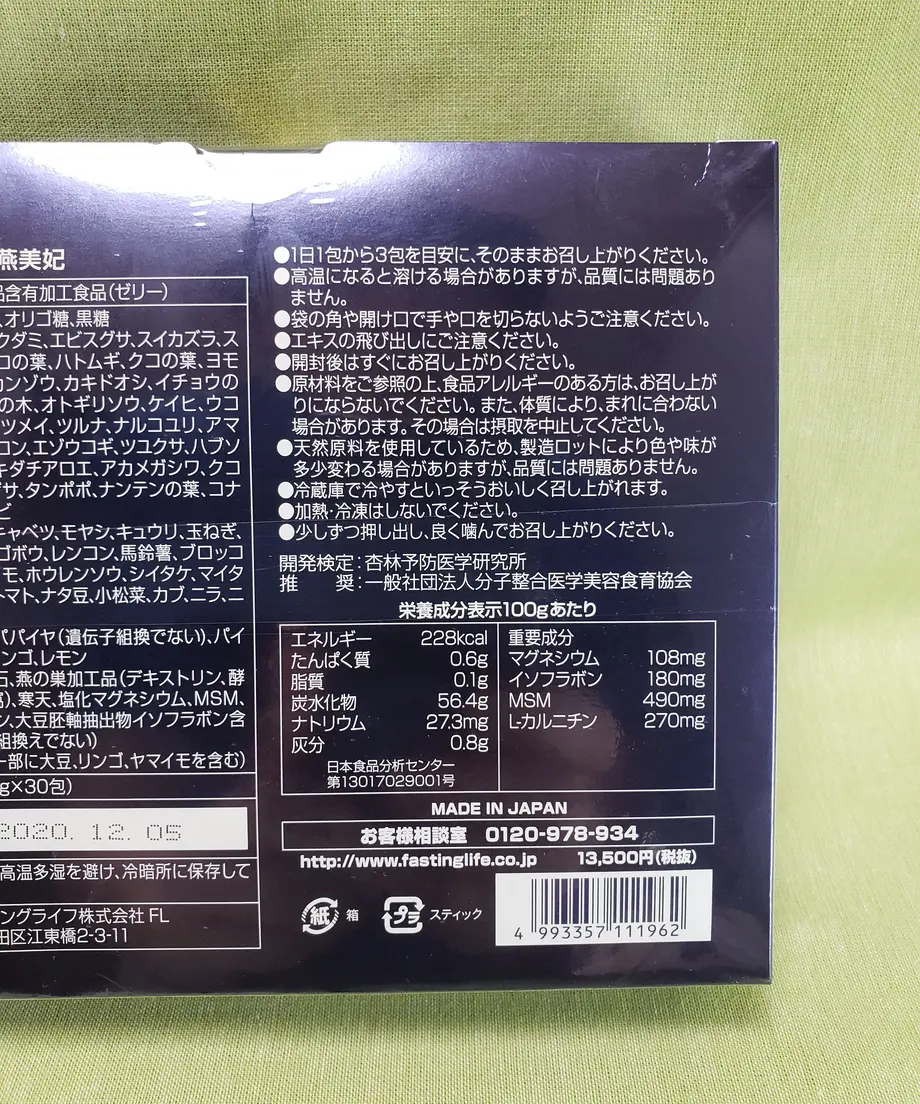 燕美妃
品含有加工食品(ゼリー)
、オリゴ糖、黒糖
クダミ、エビスグサ、スイカズラ、ス
コの葉、ハトムギ、クコの葉、ヨモ
カンゾウ、カキドオシ、イチョウの
の木、オトギリソウ、ケイヒ、ウコ
ツメイ、ツルナ、ナルコユリ、アマ
コン、エゾウコギ、ツユクサ、ハブソ
キダチアロエ、アカメガシワ、クコ
ザサ、タンポポ、ナンテンの葉、コナ
ビ
キャベツ、モヤシ、キュウリ、玉ねぎ、
ゴボウ、レンコン、馬鈴薯、ブロッコ
モ、ホウレンソウ、シイタケ、マイタ
トマト、ナタ豆、小松菜、カブ、ニラ、ニ
パパイヤ(遺伝子組換でない)、パイ
ンゴ、レモン
石、燕の巣加工品(デキストリン、酵
)、寒天、塩化マグネシウム、MSM、
ン、大豆胚軸抽出物イソフラボン含
組換えでない)
一部に大豆、リンゴ、ヤマイモを含む)
g×30包)
2020. 12. 05
高温多湿を避け、冷暗所に保存して
ングライフ株式会社 FL
田区江東橋2-3-11
●1日1包から3包を目安に、そのままお召し上がりください。
●高温になると溶ける場合がありますが、品質には問題あり
ません。
●袋の角や開け口で手や口を切らないようご注意ください。
●エキスの飛び出しにご注意ください。
●開封後はすぐにお召し上がりください。
●原材料をご参照の上、食品アレルギーのある方は、お召し上が
りにならないでください。また、体質により、まれに合わない
場合があります。その場合は摂取を中止してください。
●天然原料を使用しているため、製造ロットにより色や味が
多少変わる場合がありますが、品質には問題ありません。
●冷蔵庫で冷やすといっそうおいしく召し上がれます。
●加熱・冷凍はしないでください。
●少しずつ押し出し、良く噛んでお召し上がりください。
開発検定：杏林予防医学研究所
推　奨：一般社団法人分子整合医学美容食育協会
栄養成分表示100gあたり
エネルギー 228kcal
たんぱく質 0.6g
脂質 0.1g
炭水化物 56.4g
ナトリウム 27.3mg
灰分 0.8g
日本食品分析センター
第13017029001号
重要成分
マグネシウム 108mg
イソフラボン 180mg
MSM 490mg
L-カルニチン 270mg
MADE IN JAPAN
お客様相談室 0120-978-934
http://www.fastinglife.co.jp 13,500円(税抜)
紙 箱 プラ スティック
4 993357 111962